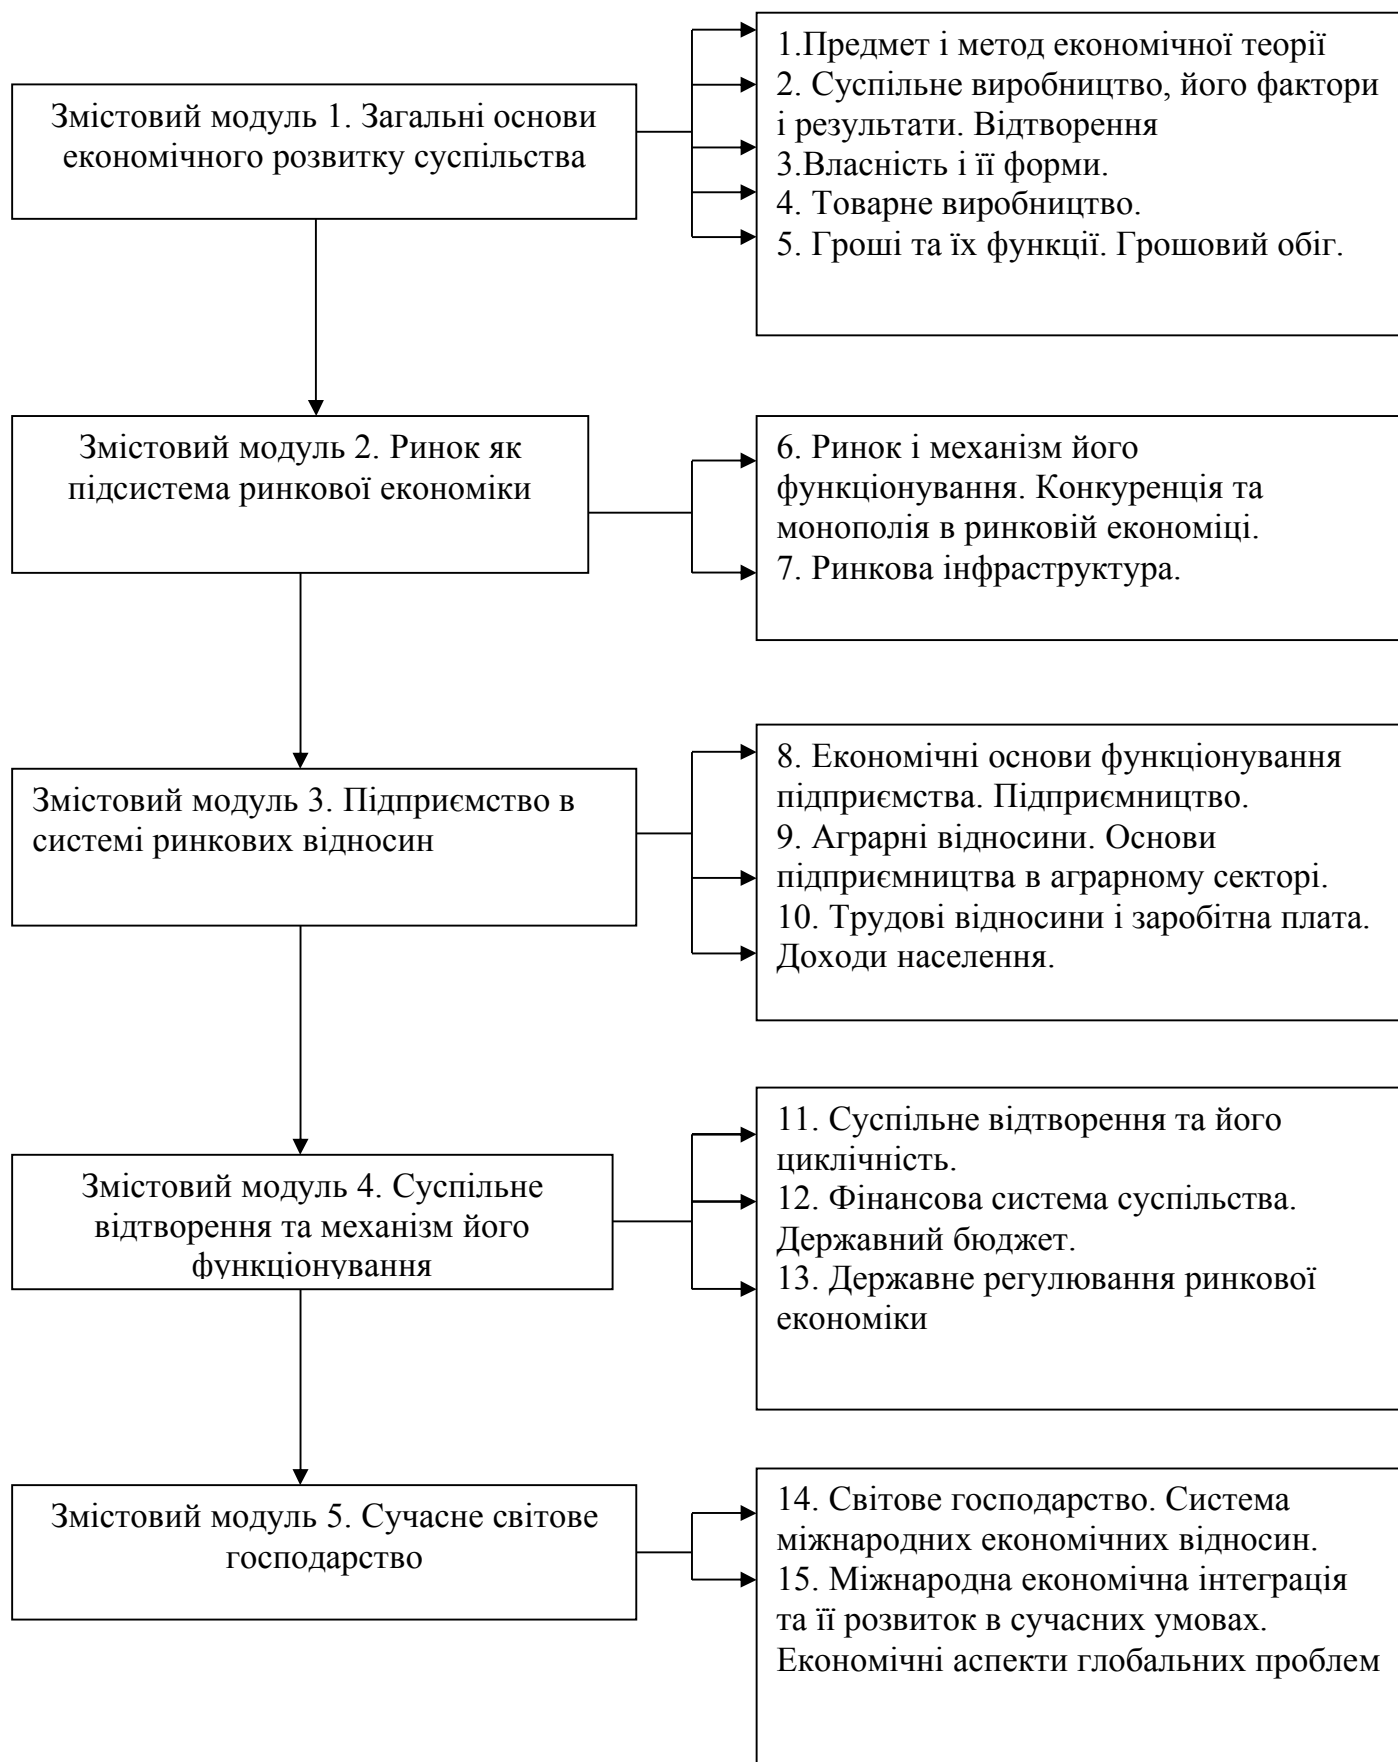 Змістовий модуль 1. Загальні основи
економічного розвитку суспільства
1.Предмет і метод економічної теорії
2. Суспільне виробництво, його фактори
і результати. Відтворення
3.Власність і її форми.
4. Товарне виробництво.
5. Гроші та їх функції. Грошовий обіг.
Змістовий модуль 2. Ринок як
підсистема ринкової економіки
6. Ринок і механізм його
функціонування. Конкуренція та
монополія в ринковій економіці.
7. Ринкова інфраструктура.
Змістовий модуль 3. Підприємство в
системі ринкових відносин
8. Економічні основи функціонування
підприємства. Підприємництво.
9. Аграрні відносини. Основи
підприємництва в аграрному секторі.
10. Трудові відносини і заробітна плата.
Доходи населення.
Змістовий модуль 4. Суспільне
відтворення та механізм його
функціонування
11. Суспільне відтворення та його
циклічність.
12. Фінансова система суспільства.
Державний бюджет.
13. Державне регулювання ринкової
економіки
Змістовий модуль 5. Сучасне світове
господарство
14. Світове господарство. Система
міжнародних економічних відносин.
15. Міжнародна економічна інтеграція
та її розвиток в сучасних умовах.
Економічні аспекти глобальних проблем